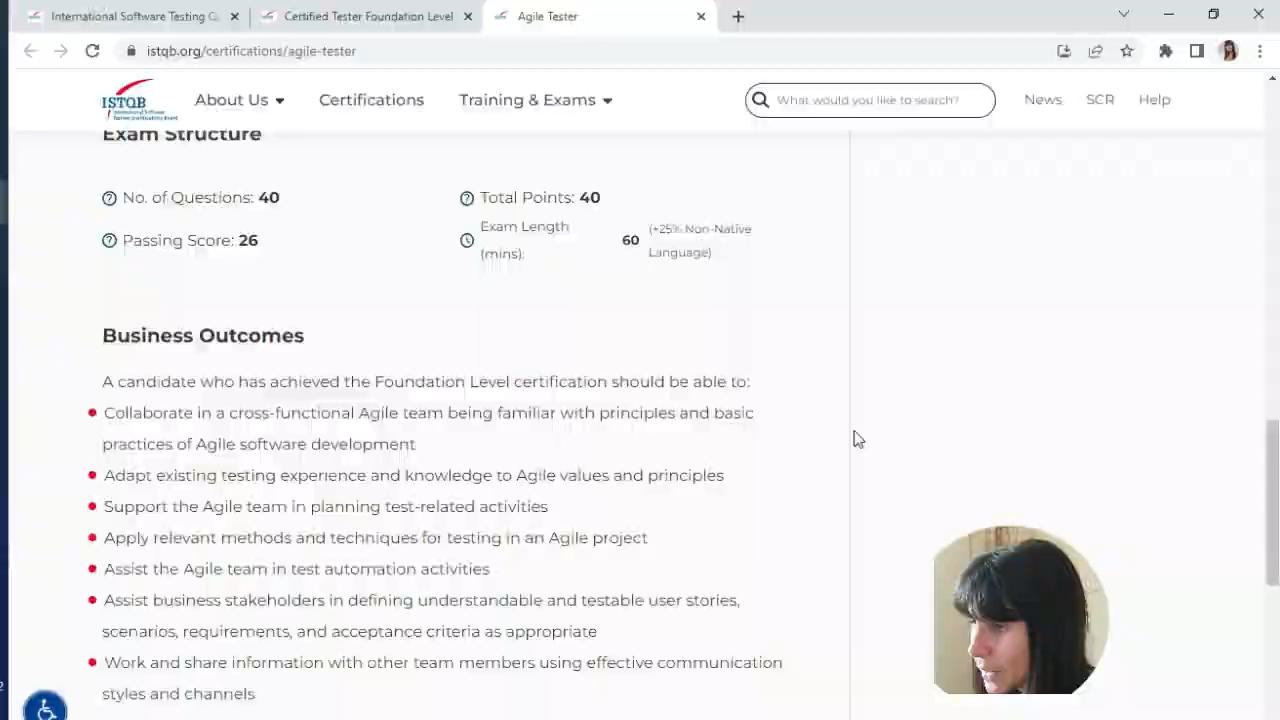 International Software Testing Q
Certified Tester Foundation Level
Agile Tester
istqb.org/certifications/agile-tester
ISTQB
About Us
Certifications
Training & Exams
What would you like to search?
News
SCR
Help
Exam Structure
No. of Questions: 40
Total Points: 40
Passing Score: 26
Exam Length
(mins):
60
(+25% Non-Native
Language)
Business Outcomes
A candidate who has achieved the Foundation Level certification should be able to:
Collaborate in a cross-functional Agile team being familiar with principles and basic
practices of Agile software development
Adapt existing testing experience and knowledge to Agile values and principles
Support the Agile team in planning test-related activities
Apply relevant methods and techniques for testing in an Agile project
Assist the Agile team in test automation activities
Assist business stakeholders in defining understandable and testable user stories,
scenarios, requirements, and acceptance criteria as appropriate
Work and share information with other team members using effective communication
styles and channels